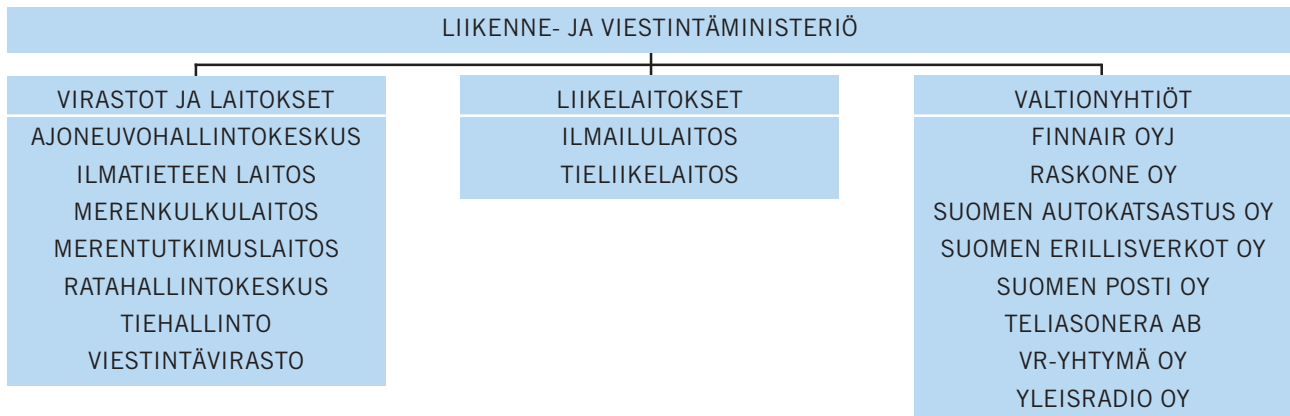 LIIKENNE- JA VIESTINTÄMINISTERIÖ
VIRASTOT JA LAITOKSET
AJONEUVOHALLINTOKESKUS
ILMATIETEEN LAITOS
MERENKULKULAITOS
MERENTUTKIMUSLAITOS
RATAHALLINTOKESKUS
TIEHALLINTO
VIESTINTÄVIRASTO
LIIKELAITOKSET
ILMAILULAITOS
TIELIIKELAITOS
VALTIONYHTIÖT
FINNAIR OYJ
RASKONE OY
SUOMEN AUTOKATSASTUS OY
SUOMEN ERILLISVERKOT OY
SUOMEN POSTI OY
TELIASONERA AB
VR-YHTYMÄ OY
YLEISRADIO OY